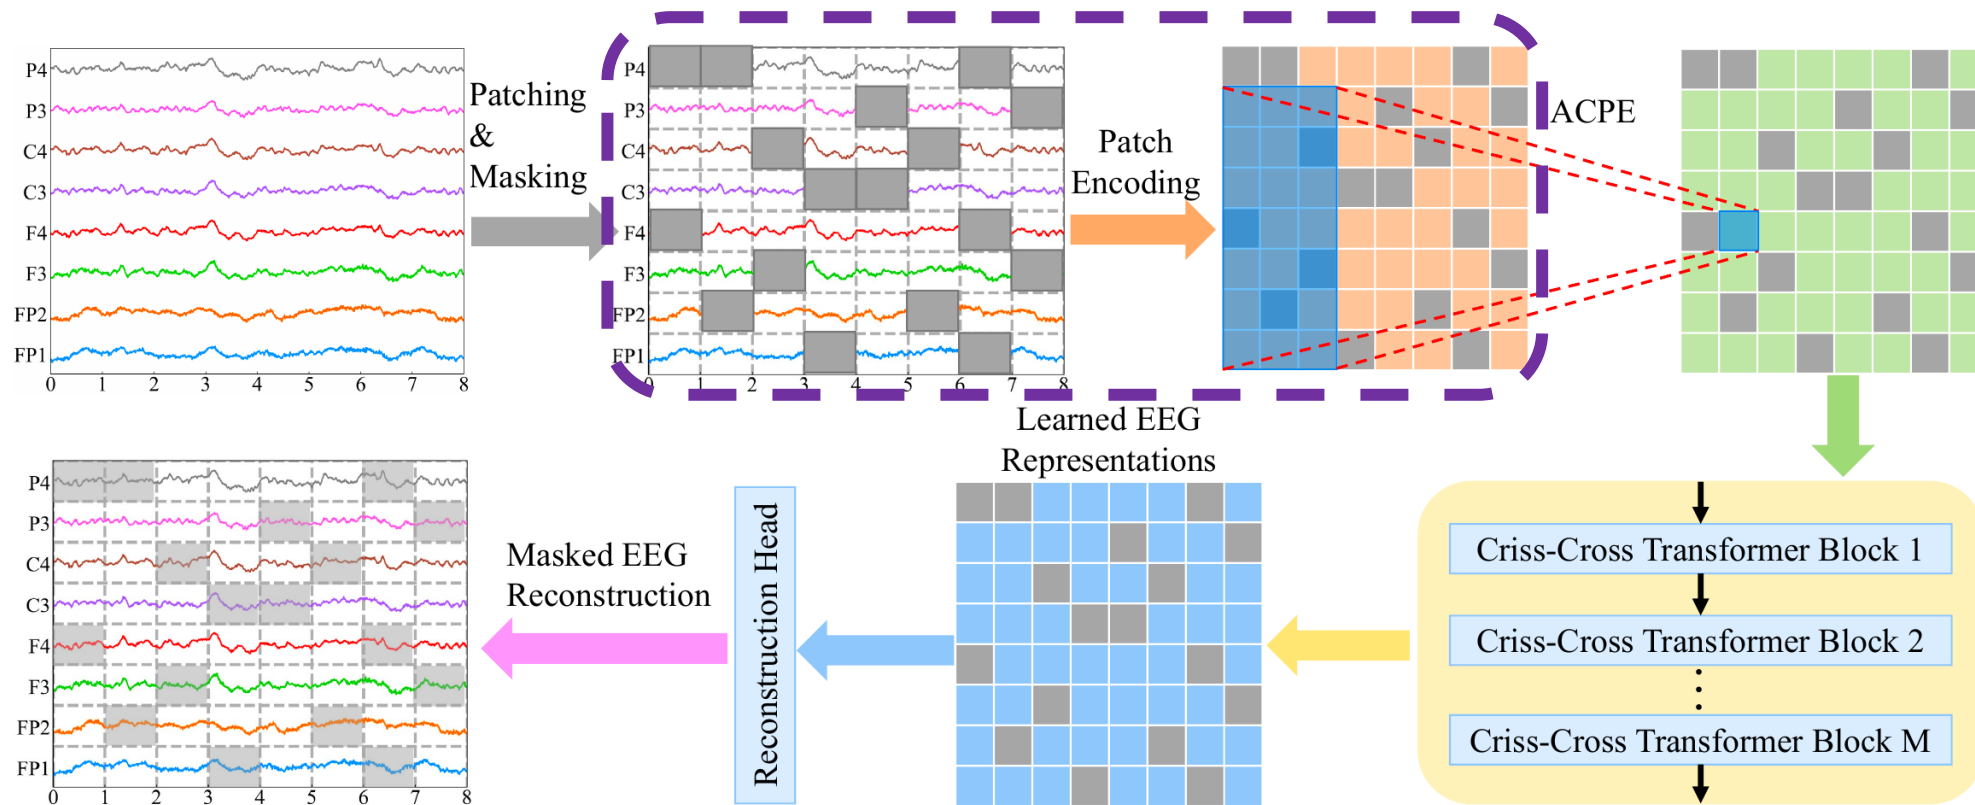 P4
P3
C4
C3
F4
F3
FP2
FP1
0 1 2 3 4 5 6 7 8
Patching
&
Masking
P4
P3
C4
C3
F4
F3
FP2
FP1
0 1 2 3 4 5 6 7 8
Patch
Encoding
ACPE
Criss-Cross Transformer Block 1
Criss-Cross Transformer Block 2
Criss-Cross Transformer Block M
Learned EEG
Representations
Reconstruction Head
Masked EEG
Reconstruction
P4
P3
C4
C3
F4
F3
FP2
FP1
0 1 2 3 4 5 6 7 8